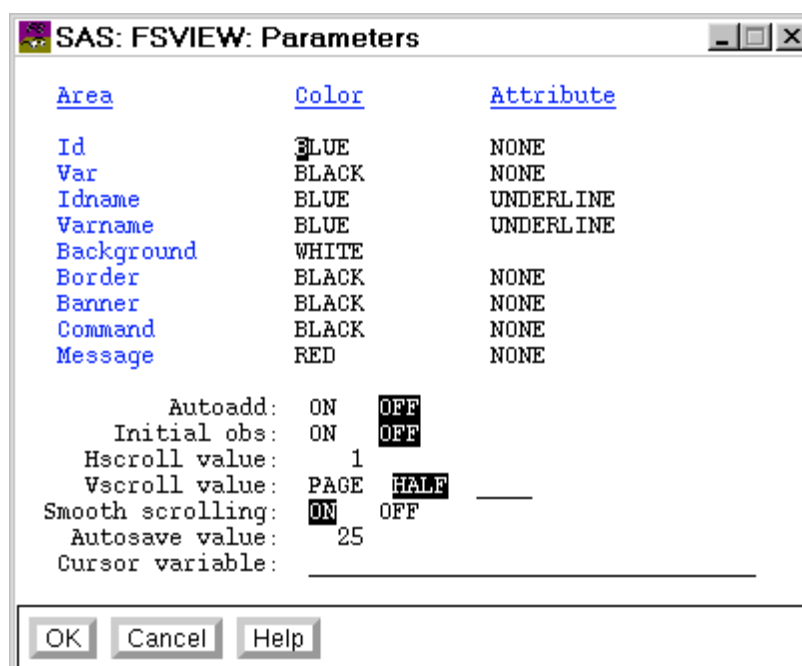 SAS: FSVIEW: Parameters
Area Color Attribute
Id BLUE NONE
Var BLACK NONE
Idname BLUE UNDERLINE
Varname BLUE UNDERLINE
Background WHITE
Border BLACK NONE
Banner BLACK NONE
Command BLACK NONE
Message RED NONE
Autoadd: ON OFF
Initial obs: ON OFF
Hscroll value: 1
Vscroll value: PAGE HALF ____
Smooth scrolling: ON OFF
Autosave value: 25
Cursor variable: ________________________________
OK Cancel Help